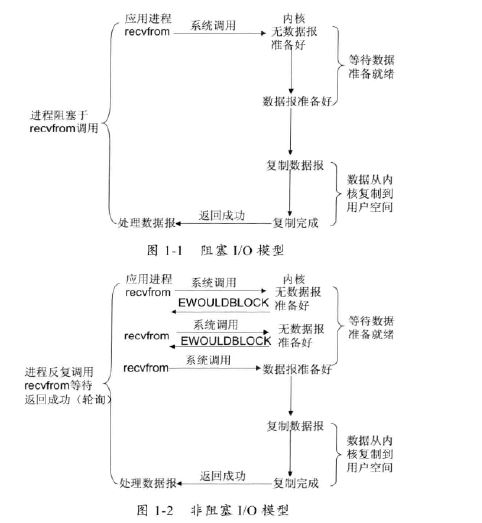 应用进程
recvfrom
系统调用
内核
无数据报
准备好
等待数据
准备就绪
数据报准备好
进程阻塞于
recvfrom调用
复制数据报
数据从内
核复制到
用户空间
处理数据报
返回成功
复制完成
图 1-1 阻塞 I/O 模型
应用进程
recvfrom
系统调用
内核
无数据报
准备好
EWOULDBLOCK
recvfrom
系统调用
无数据报
准备好
EWOULDBLOCK
等待数据
准备就绪
recvfrom
系统调用
数据报准备好
进程反复调用
recvfrom等待
返回成功（轮询）
复制数据报
数据从内
核复制到
用户空间
处理数据报
返回成功
复制完成
图 1-2 非阻塞 I/O 模型